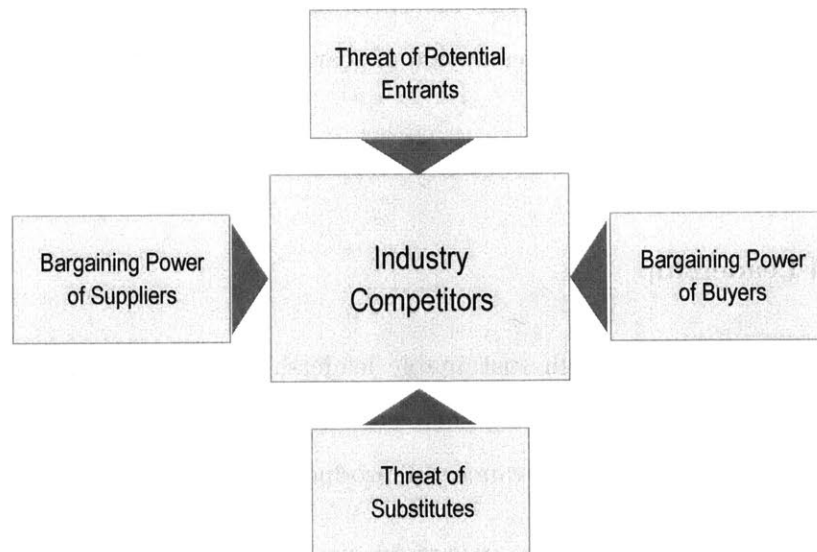 Threat of Potential
Entrants
Bargaining Power
of Suppliers
Industry
Competitors
Bargaining Power
of Buyers
Threat of
Substitutes